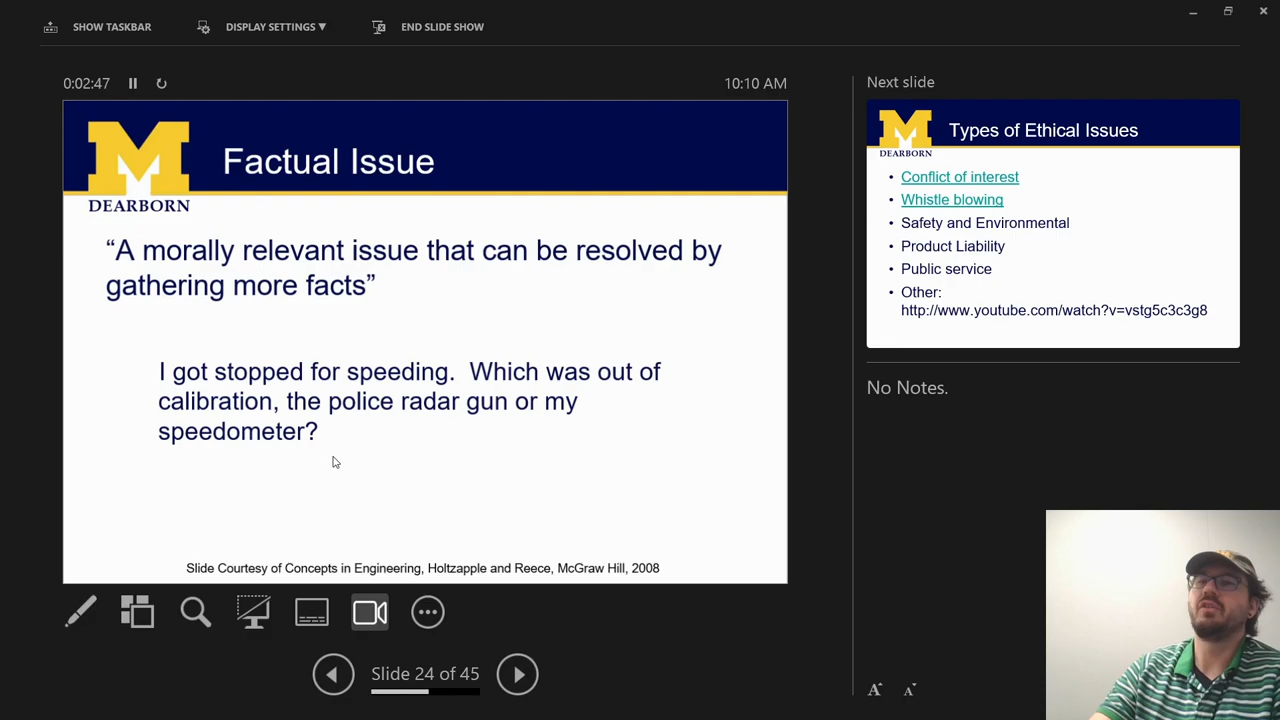 SHOW TASKBAR
DISPLAY SETTINGS ▼
END SLIDE SHOW
0:02:47
10:10 AM
M
DEARBORN
Factual Issue
“A morally relevant issue that can be resolved by
gathering more facts”
I got stopped for speeding.  Which was out of
calibration, the police radar gun or my
speedometer?
Slide Courtesy of Concepts in Engineering, Holtzapple and Reece, McGraw Hill, 2008
Slide 24 of 45
Next slide
M
DEARBORN
Types of Ethical Issues
• Conflict of interest
• Whistle blowing
• Safety and Environmental
• Product Liability
• Public service
• Other:
http://www.youtube.com/watch?v=vstg5c3c3g8
No Notes.
A A